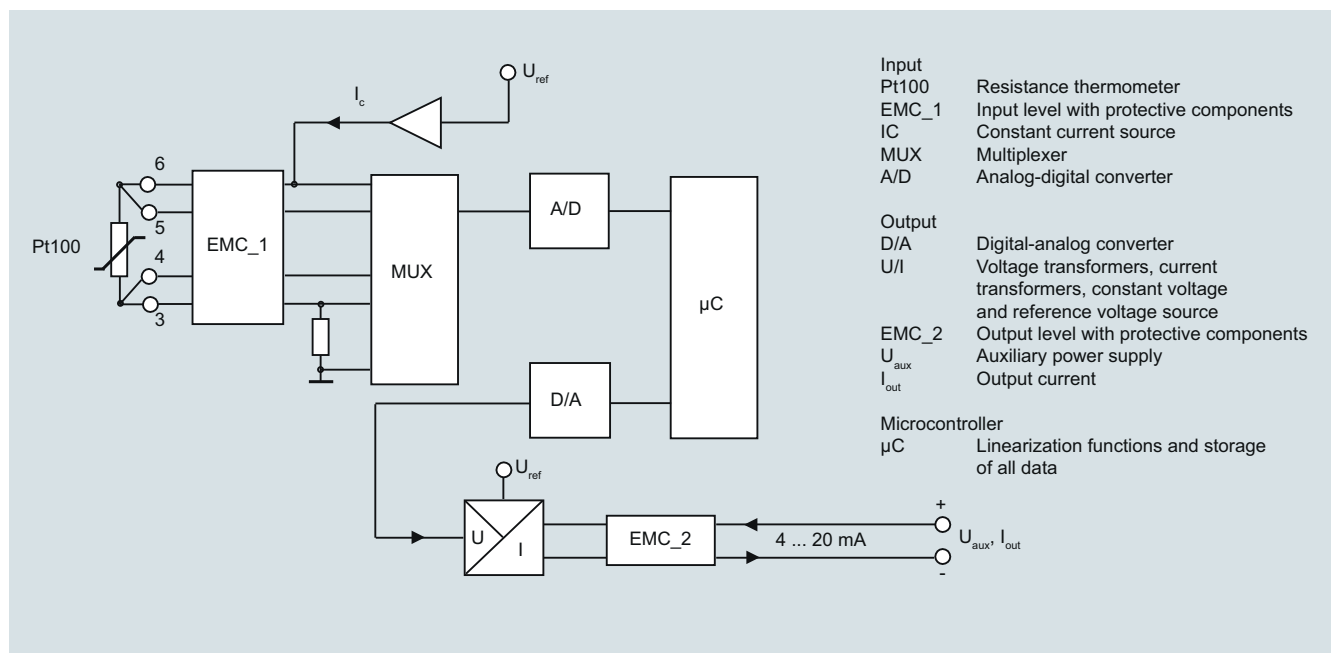 U_ref
I_c
6
5
Pt100
4
3
EMC_1
MUX
A/D
µC
D/A
U_ref
U
I
EMC_2
4 ... 20 mA
+
U_aux, I_out
-
Input
Pt100 Resistance thermometer
EMC_1 Input level with protective components
IC Constant current source
MUX Multiplexer
A/D Analog-digital converter
Output
D/A Digital-analog converter
U/I Voltage transformers, current
transformers, constant voltage
and reference voltage source
EMC_2 Output level with protective components
U_aux Auxiliary power supply
I_out Output current
Microcontroller
µC Linearization functions and storage
of all data